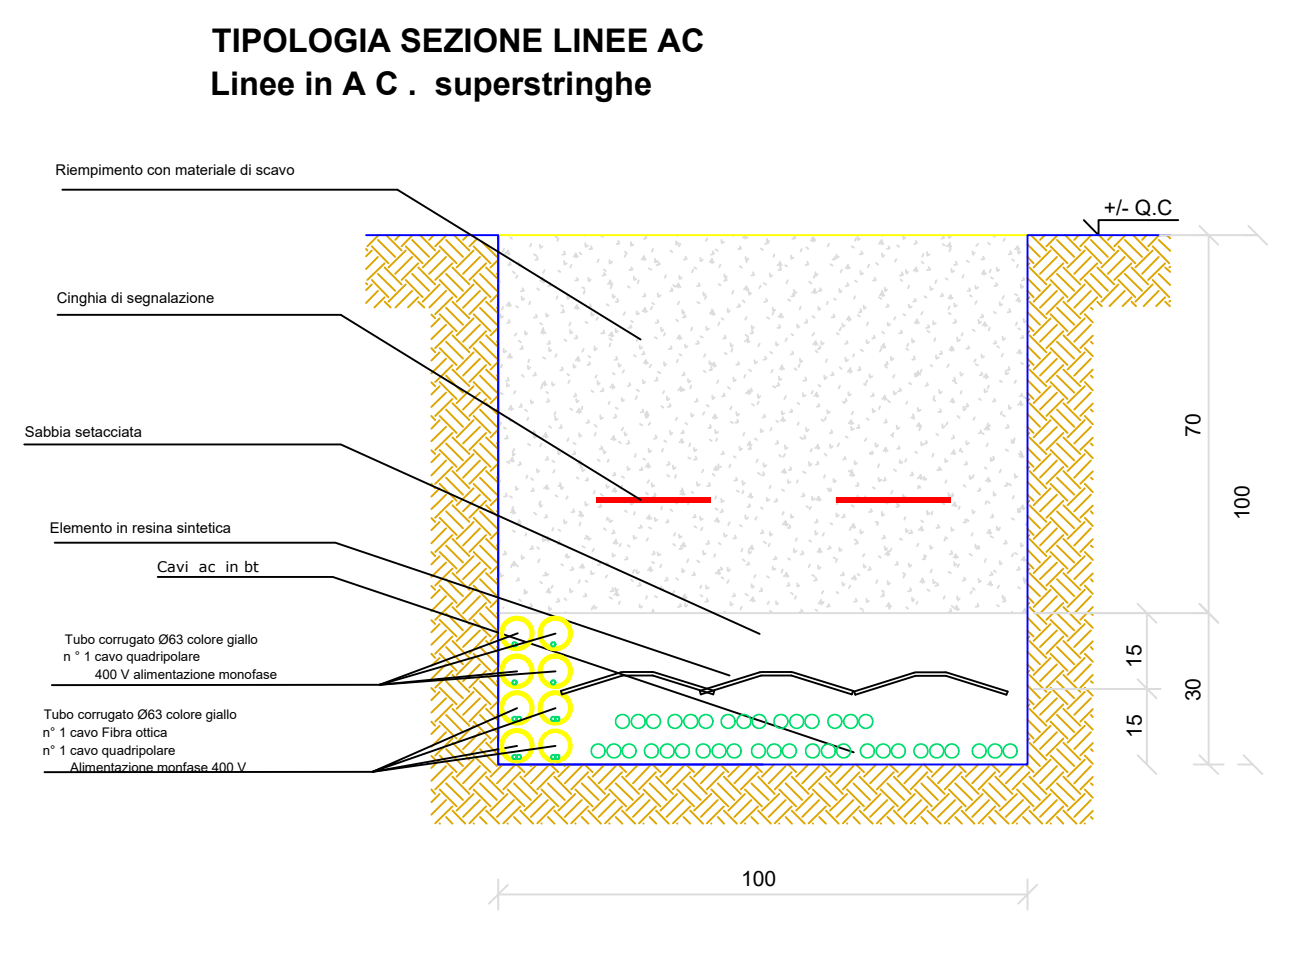 TIPOLOGIA SEZIONE LINEE AC
Linee in A C .  superstringhe
Riempimento con materiale di scavo
+/- Q.C
Cinghia di segnalazione
Sabbia setacciata
70
100
Elemento in resina sintetica
Cavi  ac  in bt
Tubo corrugato Ø63 colore giallo
n ° 1 cavo quadripolare
400 V alimentazione monofase
15
30
15
Tubo corrugato Ø63 colore giallo
n° 1 cavo Fibra ottica
n° 1 cavo quadripolare
Alimentazione monfase 400 V
100